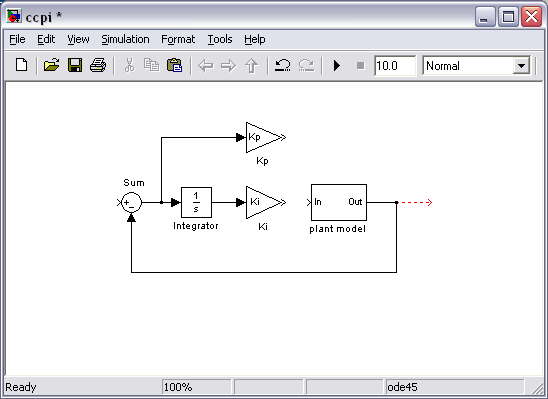 ccpi *
File Edit View Simulation Format Tools Help
10.0 Normal
Kp
Kp
Sum
+
−
1
s
Ki
In Out
Integrator
Ki
plant model
Ready 100% ode45